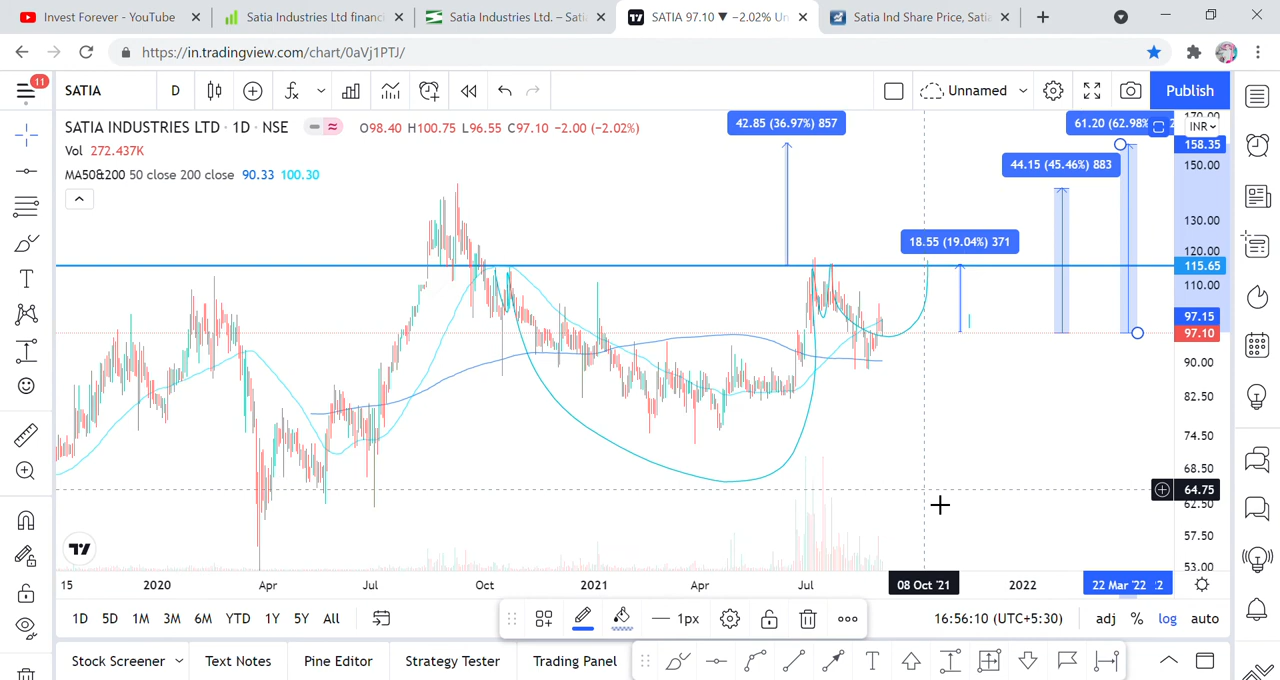 Invest Forever - YouTube
Satia Industries Ltd financ
Satia Industries Ltd. – Sati
SATIA 97.10 ▼ −2.02% Un
Satia Ind Share Price, Satia
https://in.tradingview.com/chart/0aVj1PTJ/
11
SATIA
D
Unnamed
Publish
SATIA INDUSTRIES LTD · 1D · NSE
O98.40 H100.75 L96.55 C97.10 −2.00 (−2.02%)
Vol 272.437K
MA50&200 50 close 200 close 90.33 100.30
42.85 (36.97%) 857
61.20 (62.98%
44.15 (45.46%) 883
18.55 (19.04%) 371
170.00
INR
158.35
150.00
130.00
120.00
115.65
110.00
97.15
97.10
90.00
82.50
74.50
68.50
64.75
62.50
57.50
53.00
15
2020
Apr
Jul
Oct
2021
Apr
Jul
08 Oct '21
2022
22 Mar '22
1D
5D
1M
3M
6M
YTD
1Y
5Y
All
1px
16:56:10 (UTC+5:30)
adj
%
log
auto
Stock Screener
Text Notes
Pine Editor
Strategy Tester
Trading Panel